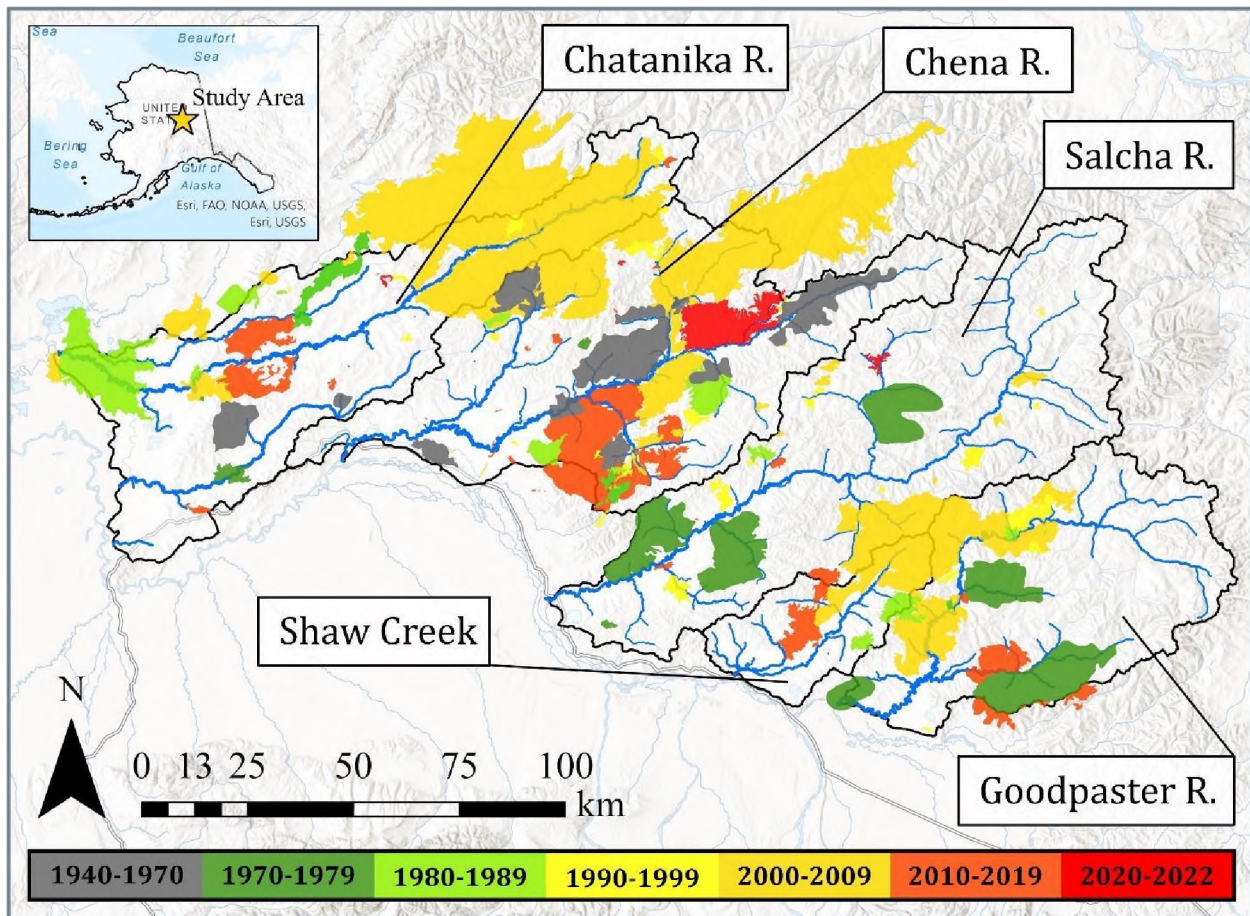 Sea
Beaufort
Sea
Study Area
UNITED
STAT
Bering
Sea
Gulf of
Alaska
Esri, FAO, NOAA, USGS,
Esri, USGS
Chatanika R.
Chena R.
Salcha R.
Shaw Creek
Goodpaster R.
N
0 13 25 50 75 100
km
1940-1970 1970-1979 1980-1989 1990-1999 2000-2009 2010-2019 2020-2022